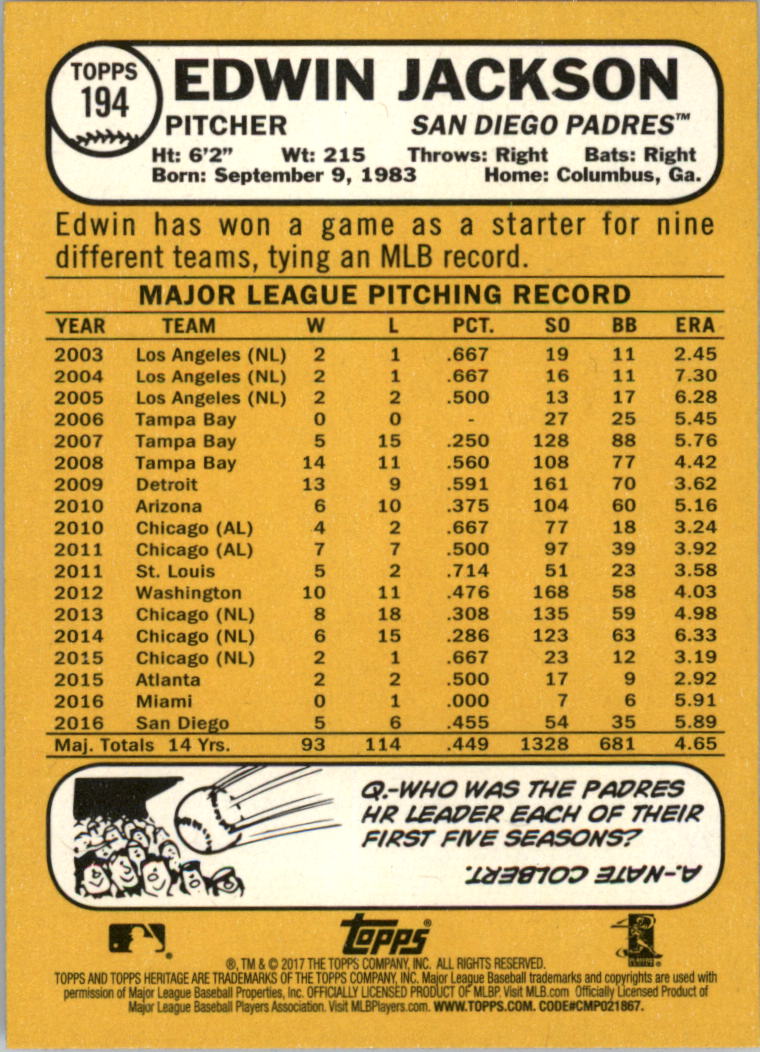 TOPPS
194
EDWIN JACKSON
PITCHER SAN DIEGO PADRES™
Ht: 6'2" Wt: 215 Throws: Right Bats: Right
Born: September 9, 1983 Home: Columbus, Ga.
Edwin has won a game as a starter for nine
different teams, tying an MLB record.
MAJOR LEAGUE PITCHING RECORD
YEAR TEAM W L PCT. SO BB ERA
2003 Los Angeles (NL) 2 1 .667 19 11 2.45
2004 Los Angeles (NL) 2 1 .667 16 11 7.30
2005 Los Angeles (NL) 2 2 .500 13 17 6.28
2006 Tampa Bay 0 0 - 27 25 5.45
2007 Tampa Bay 5 15 .250 128 88 5.76
2008 Tampa Bay 14 11 .560 108 77 4.42
2009 Detroit 13 9 .591 161 70 3.62
2010 Arizona 6 10 .375 104 60 5.16
2010 Chicago (AL) 4 2 .667 77 18 3.24
2011 Chicago (AL) 7 7 .500 97 39 3.92
2011 St. Louis 5 2 .714 51 23 3.58
2012 Washington 10 11 .476 168 58 4.03
2013 Chicago (NL) 8 18 .308 135 59 4.98
2014 Chicago (NL) 6 15 .286 123 63 6.33
2015 Chicago (NL) 2 1 .667 23 12 3.19
2015 Atlanta 2 2 .500 17 9 2.92
2016 Miami 0 1 .000 7 6 5.91
2016 San Diego 5 6 .455 54 35 5.89
Maj. Totals 14 Yrs. 93 114 .449 1328 681 4.65
Q.-WHO WAS THE PADRES
HR LEADER EACH OF THEIR
FIRST FIVE SEASONS?
A.-NATE COLBERT.
Topps®
®, TM & © 2017 THE TOPPS COMPANY, INC. ALL RIGHTS RESERVED.
TOPPS AND TOPPS HERITAGE ARE TRADEMARKS OF THE TOPPS COMPANY, INC. Major League Baseball trademarks and copyrights are used with
permission of Major League Baseball Properties, Inc. OFFICIALLY LICENSED PRODUCT OF MLBP. Visit MLB.com Officially Licensed Product of
Major League Baseball Players Association. Visit MLBPlayers.com. WWW.TOPPS.COM. CODE#CMP021867.